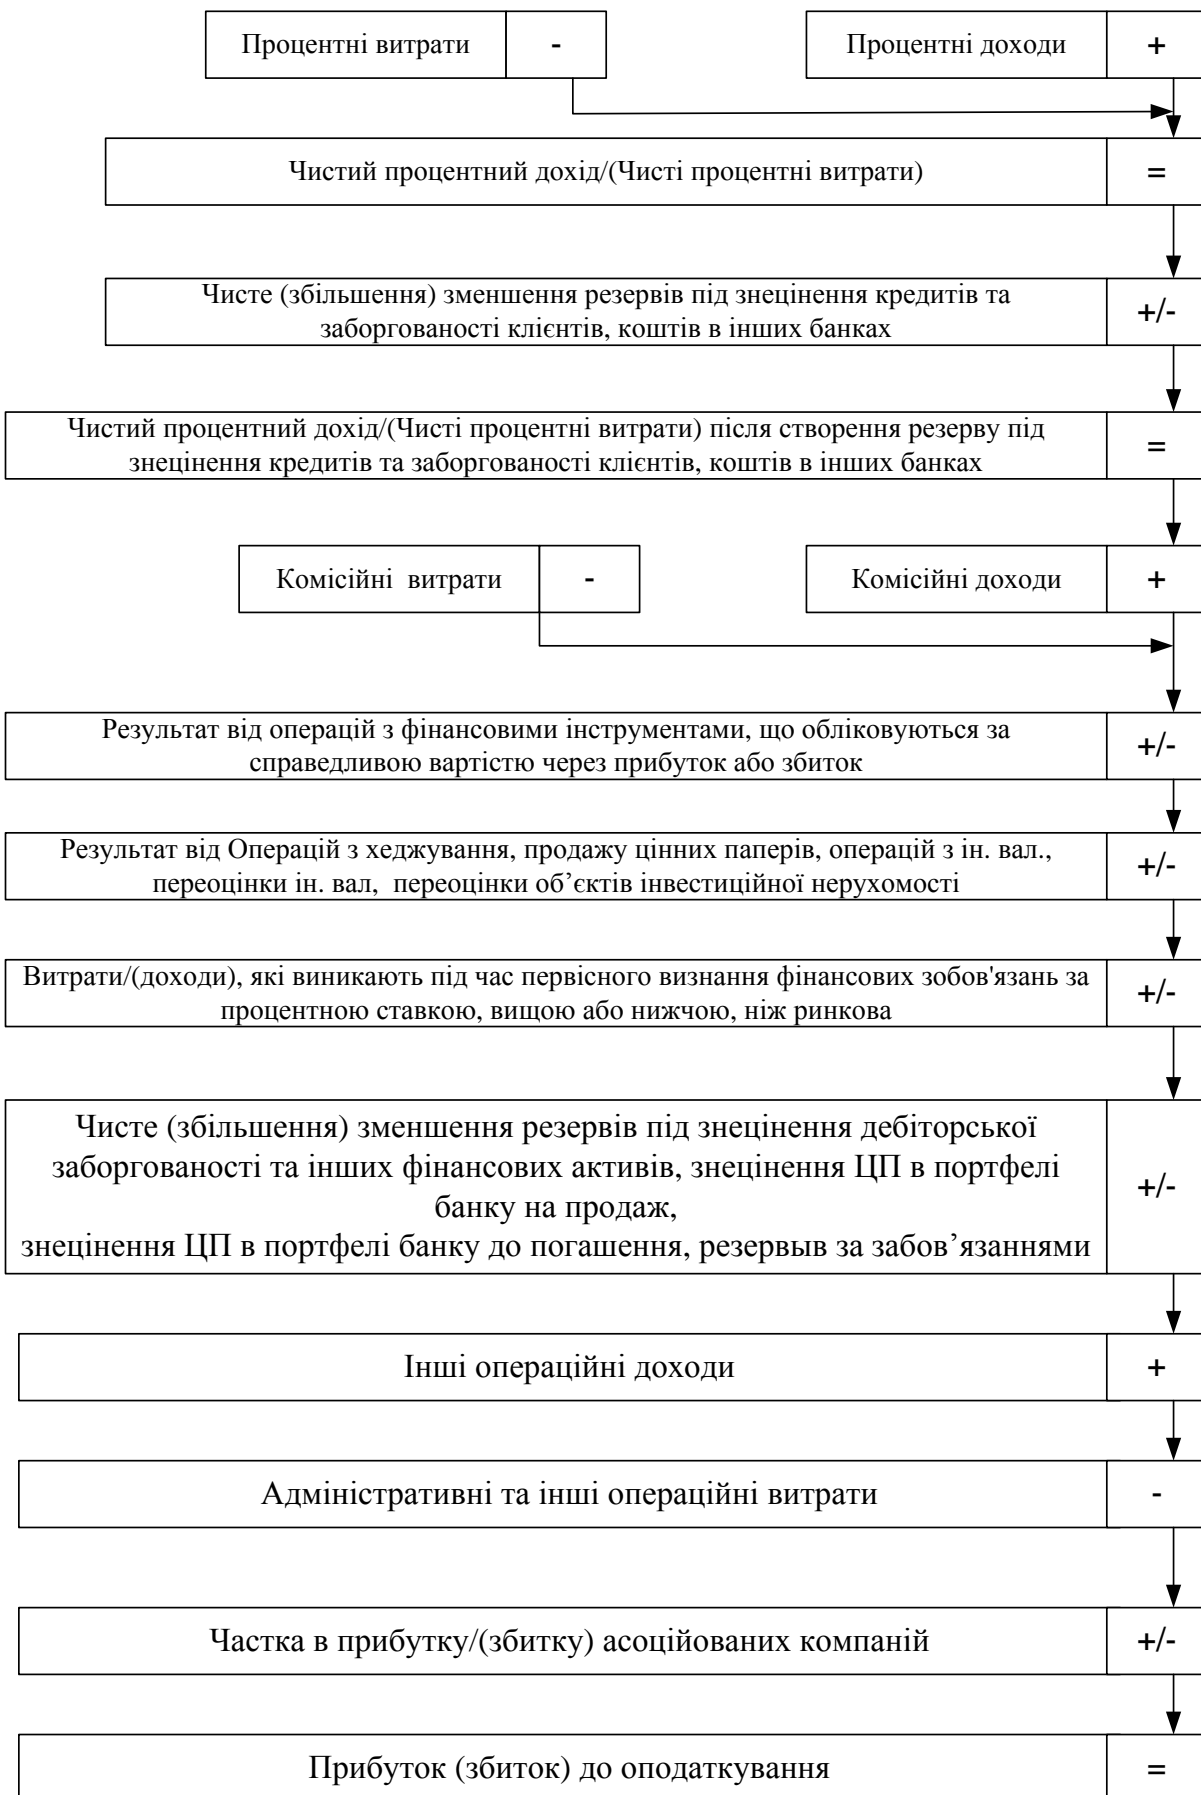 Процентні витрати - Процентні доходи +
Чистий процентний дохід/(Чисті процентні витрати) =
Чисте (збільшення) зменшення резервів під знецінення кредитів та
заборгованості клієнтів, коштів в інших банках
+/-
Чистий процентний дохід/(Чисті процентні витрати) після створення резерву під
знецінення кредитів та заборгованості клієнтів, коштів в інших банках
=
Комісійні витрати - Комісійні доходи +
Результат від операцій з фінансовими інструментами, що обліковуються за
справедливою вартістю через прибуток або збиток
+/-
Результат від Операцій з хеджування, продажу цінних паперів, операцій з ін. вал.,
переоцінки ін. вал, переоцінки об’єктів інвестиційної нерухомості
+/-
Витрати/(доходи), які виникають під час первісного визнання фінансових зобов'язань за
процентною ставкою, вищою або нижчою, ніж ринкова
+/-
Чисте (збільшення) зменшення резервів під знецінення дебіторської
заборгованості та інших фінансових активів, знецінення ЦП в портфелі
банку на продаж,
знецінення ЦП в портфелі банку до погашення, резервыв за забов’язаннями
+/-
Інші операційні доходи +
Адміністративні та інші операційні витрати -
Частка в прибутку/(збитку) асоційованих компаній +/-
Прибуток (збиток) до оподаткування =